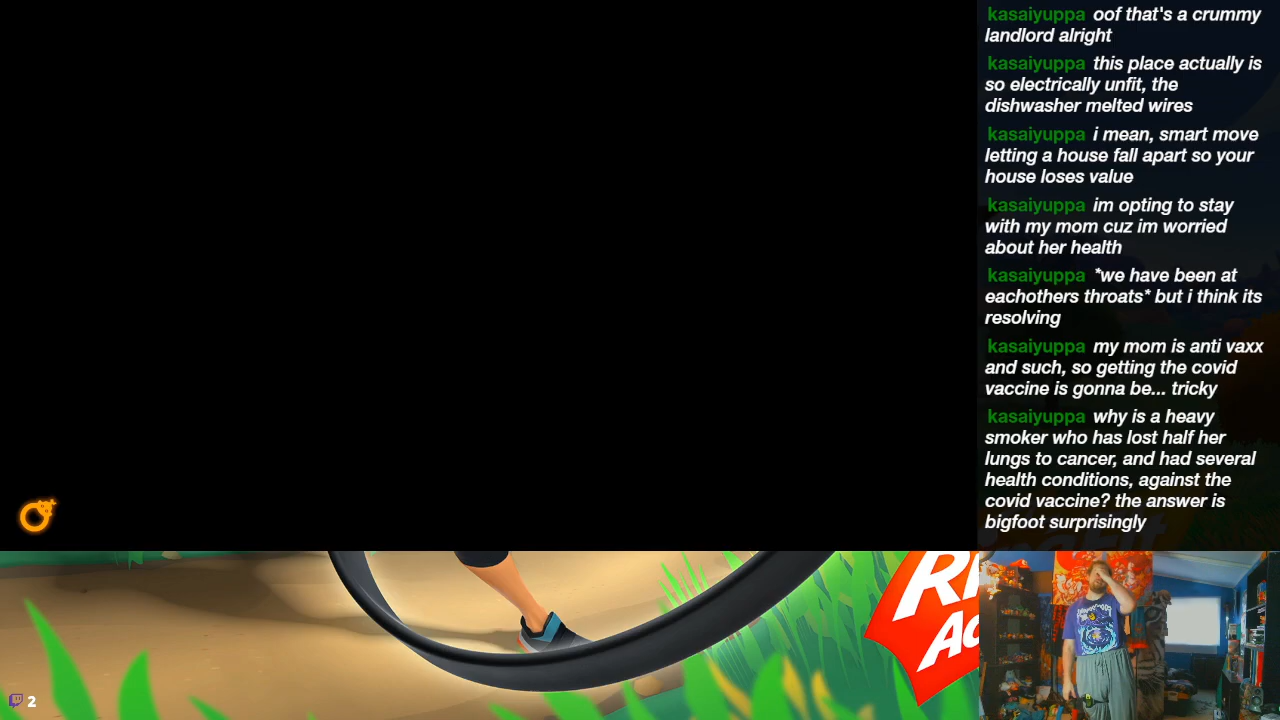 kasaiyuppa oof that's a crummy
landlord alright
kasaiyuppa this place actually is
so electrically unfit, the
dishwasher melted wires
kasaiyuppa i mean, smart move
letting a house fall apart so your
house loses value
kasaiyuppa im opting to stay
with my mom cuz im worried
about her health
kasaiyuppa *we have been at
eachothers throats* but i think its
resolving
kasaiyuppa my mom is anti vaxx
and such, so getting the covid
vaccine is gonna be... tricky
kasaiyuppa why is a heavy
smoker who has lost half her
lungs to cancer, and had several
health conditions, against the
covid vaccine? the answer is
bigfoot surprisingly
2